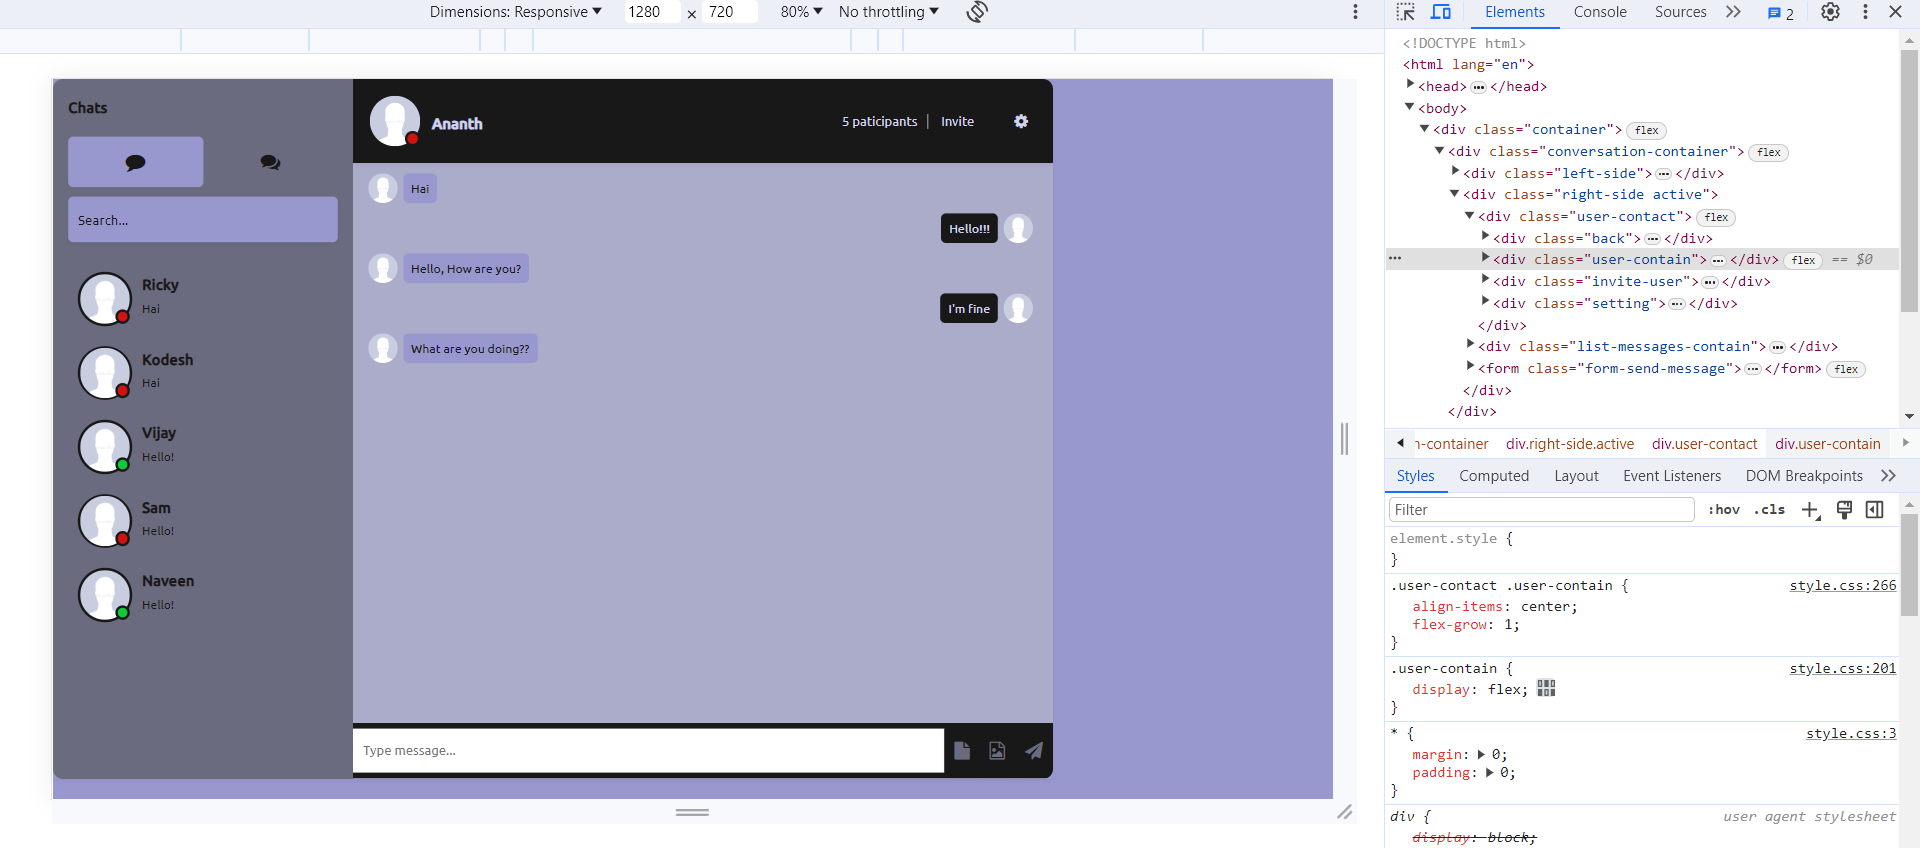 Dimensions: Responsive 1280 × 720 80% No throttling
Elements Console Sources 2
Chats
Search...
Ricky
Hai
Kodesh
Hai
Vijay
Hello!
Sam
Hello!
Naveen
Hello!
Ananth
5 paticipants | Invite
Hai
Hello!!!
Hello, How are you?
I'm fine
What are you doing??
Type message...
<!DOCTYPE html>
<html lang="en">
<head> ••• </head>
<body>
<div class="container"> flex
<div class="conversation-container"> flex
<div class="left-side"> ••• </div>
<div class="right-side active">
<div class="user-contact"> flex
<div class="back"> ••• </div>
••• <div class="user-contain"> ••• </div> flex == $0
<div class="invite-user"> ••• </div>
<div class="setting"> ••• </div>
</div>
<div class="list-messages-contain"> ••• </div>
<form class="form-send-message"> ••• </form> flex
</div>
</div>
n-container div.right-side.active div.user-contact div.user-contain
Styles Computed Layout Event Listeners DOM Breakpoints
Filter :hov .cls
element.style {
}
.user-contact .user-contain { style.css:266
align-items: center;
flex-grow: 1;
}
.user-contain { style.css:201
display: flex;
}
* { style.css:3
margin: 0;
padding: 0;
}
div { user agent stylesheet
display: block;